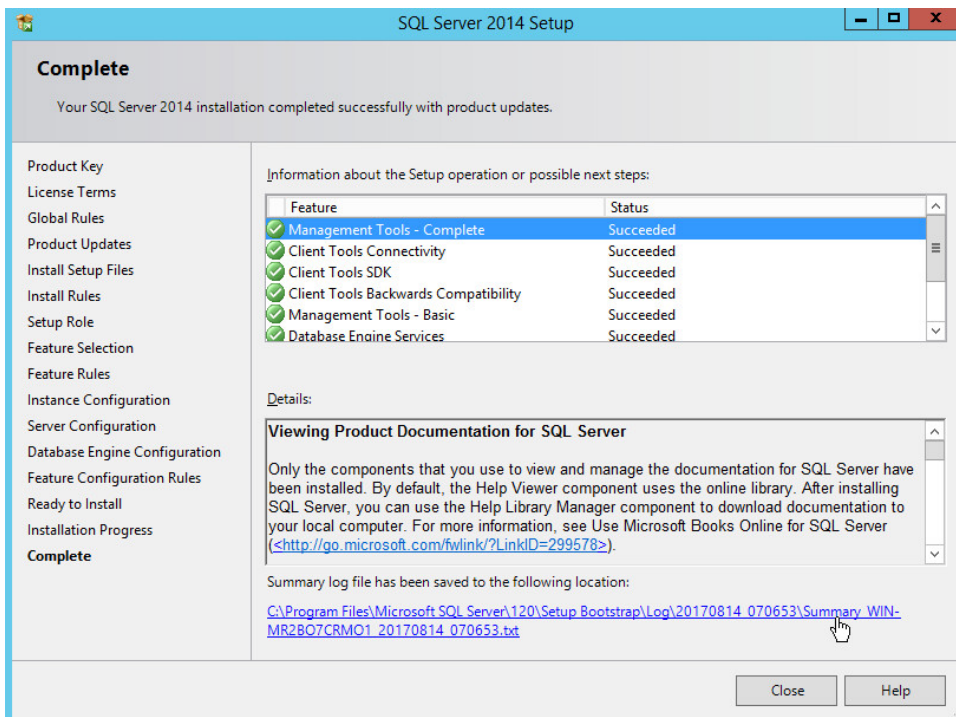 SQL Server 2014 Setup
Complete
Your SQL Server 2014 installation completed successfully with product updates.
Product Key
License Terms
Global Rules
Product Updates
Install Setup Files
Install Rules
Setup Role
Feature Selection
Feature Rules
Instance Configuration
Server Configuration
Database Engine Configuration
Feature Configuration Rules
Ready to Install
Installation Progress
Complete
Information about the Setup operation or possible next steps:
Feature Status
Management Tools - Complete Succeeded
Client Tools Connectivity Succeeded
Client Tools SDK Succeeded
Client Tools Backwards Compatibility Succeeded
Management Tools - Basic Succeeded
Database Engine Services Succeeded
Details:
Viewing Product Documentation for SQL Server
Only the components that you use to view and manage the documentation for SQL Server have
been installed. By default, the Help Viewer component uses the online library. After installing
SQL Server, you can use the Help Library Manager component to download documentation to
your local computer. For more information, see Use Microsoft Books Online for SQL Server
(<http://go.microsoft.com/fwlink/?LinkID=299578>).
Summary log file has been saved to the following location:
C:\Program Files\Microsoft SQL Server\120\Setup Bootstrap\Log\20170814_070653\Summary_WIN-
MR2BO7CRMO1_20170814_070653.txt
Close Help